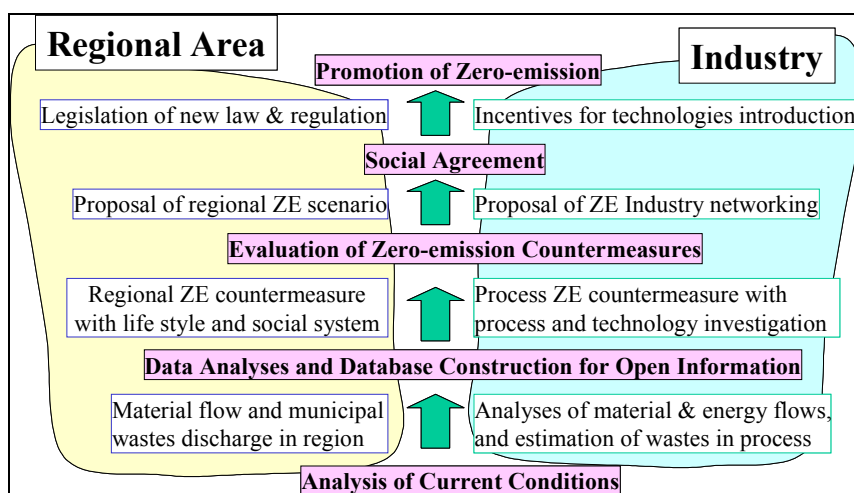 Regional Area
Industry
Promotion of Zero-emission
Legislation of new law & regulation
Incentives for technologies introduction
Social Agreement
Proposal of regional ZE scenario
Proposal of ZE Industry networking
Evaluation of Zero-emission Countermeasures
Regional ZE countermeasure
with life style and social system
Process ZE countermeasure with
process and technology investigation
Data Analyses and Database Construction for Open Information
Material flow and municipal
wastes discharge in region
Analyses of material & energy flows,
and estimation of wastes in process
Analysis of Current Conditions